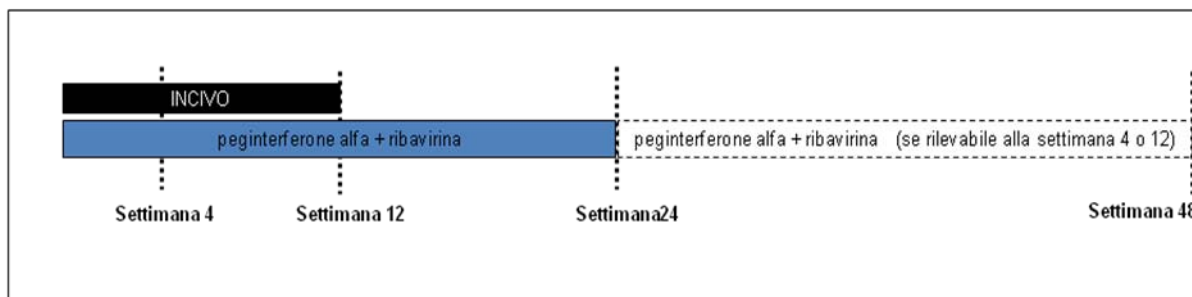 INCIVO
peginterferone alfa + ribavirina
peginterferone alfa + ribavirina (se rilevabile alla settimana 4 o 12)
Settimana 4
Settimana 12
Settimana24
Settimana 48